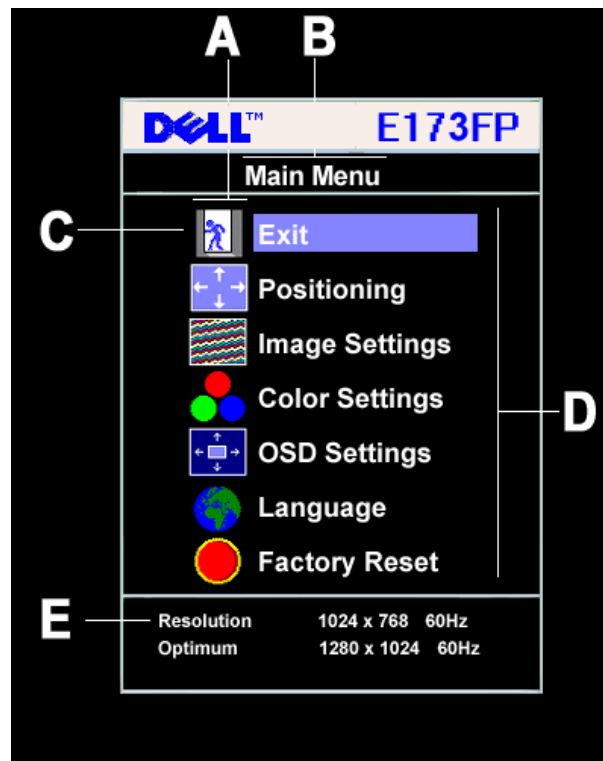 A B
DELL™ E173FP
Main Menu
C Exit
Positioning
Image Settings
Color Settings
D
OSD Settings
Language
Factory Reset
E Resolution 1024 x 768 60Hz
Optimum 1280 x 1024 60Hz